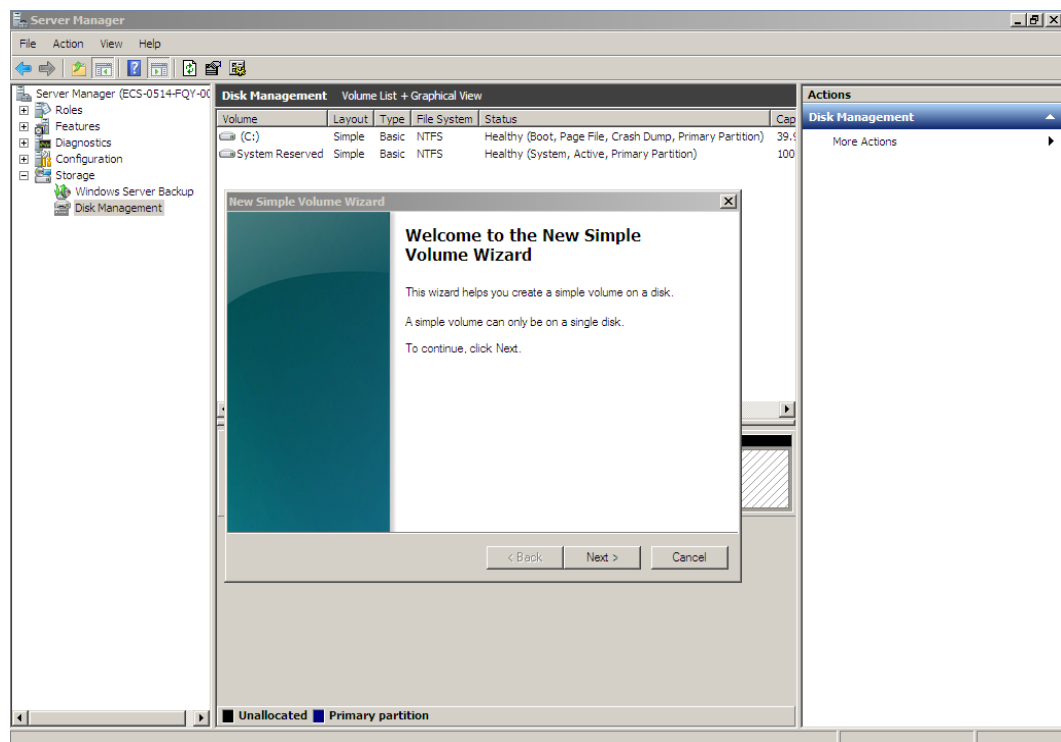 Server Manager
File Action View Help
Server Manager (ECS-0514-FQY-00
Roles
Features
Diagnostics
Configuration
Storage
Windows Server Backup
Disk Management
Disk Management Volume List + Graphical View
Volume Layout Type File System Status Cap
(C:) Simple Basic NTFS Healthy (Boot, Page File, Crash Dump, Primary Partition) 39.9
System Reserved Simple Basic NTFS Healthy (System, Active, Primary Partition) 100
New Simple Volume Wizard
Welcome to the New Simple
Volume Wizard
This wizard helps you create a simple volume on a disk.
A simple volume can only be on a single disk.
To continue, click Next.
< Back Next > Cancel
Unallocated Primary partition
Actions
Disk Management
More Actions